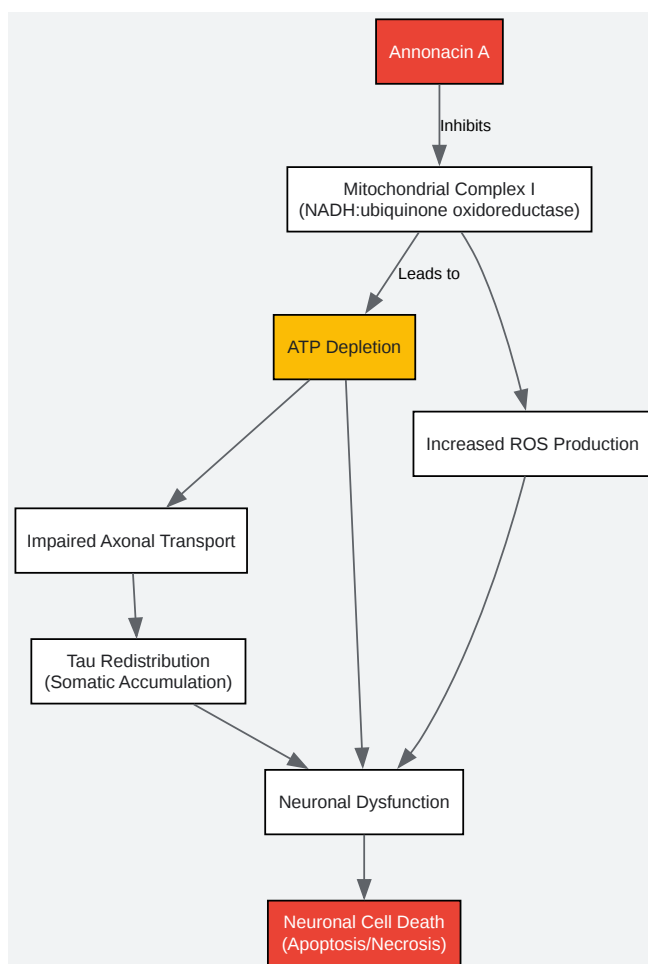 Annonacin A
Inhibits
Mitochondrial Complex I
(NADH:ubiquinone oxidoreductase)
Leads to
ATP Depletion
Increased ROS Production
Impaired Axonal Transport
Tau Redistribution
(Somatic Accumulation)
Neuronal Dysfunction
Neuronal Cell Death
(Apoptosis/Necrosis)